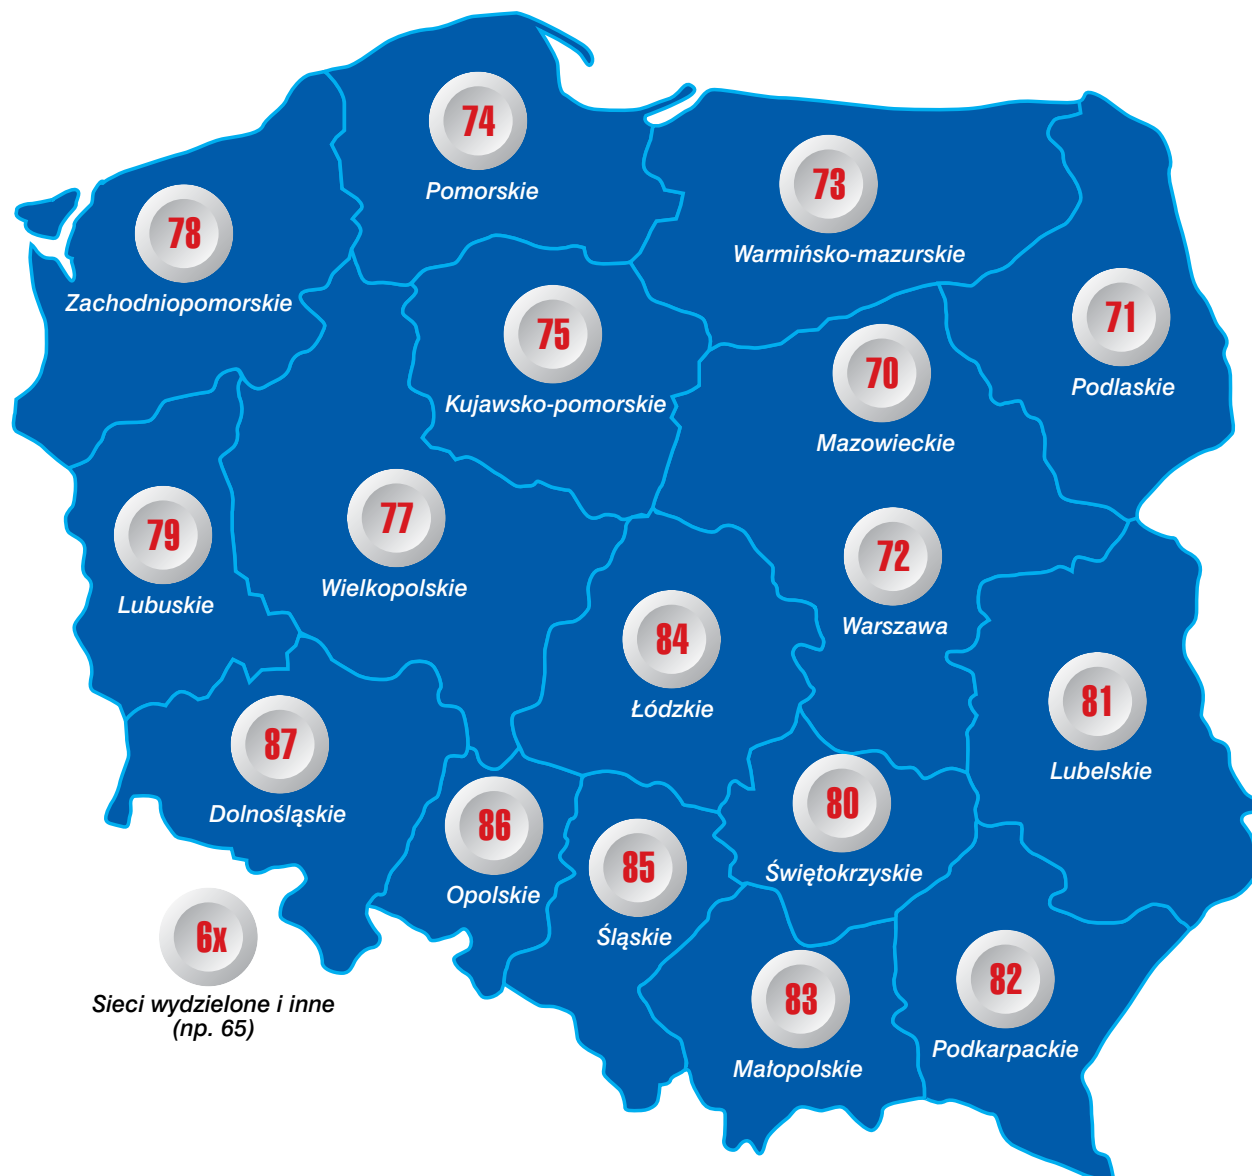 74
Pomorskie
73
Warmińsko-mazurskie
78
Zachodniopomorskie
75
Kujawsko-pomorskie
71
Podlaskie
70
Mazowieckie
79
Lubuskie
77
Wielkopolskie
72
Warszawa
84
Łódzkie
81
Lubelskie
87
Dolnośląskie
86
Opolskie
85
Śląskie
80
Świętokrzyskie
6x
Sieci wydzielone i inne
(np. 65)
83
Małopolskie
82
Podkarpackie